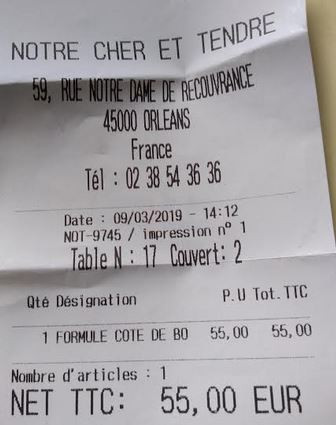 NOTRE CHER ET TENDRE
59, RUE NOTRE DAME DE RECOUVRANCE
45000 ORLEANS
France
Tél : 02 38 54 36 36
Date : 09/03/2019 - 14:12
NOT-9745 / impression n° 1
Table N : 17 Couvert: 2
Qté Désignation P.U Tot.TTC
1 FORMULE COTE DE BO 55,00 55,00
Nombre d'articles : 1
NET TTC: 55,00 EUR